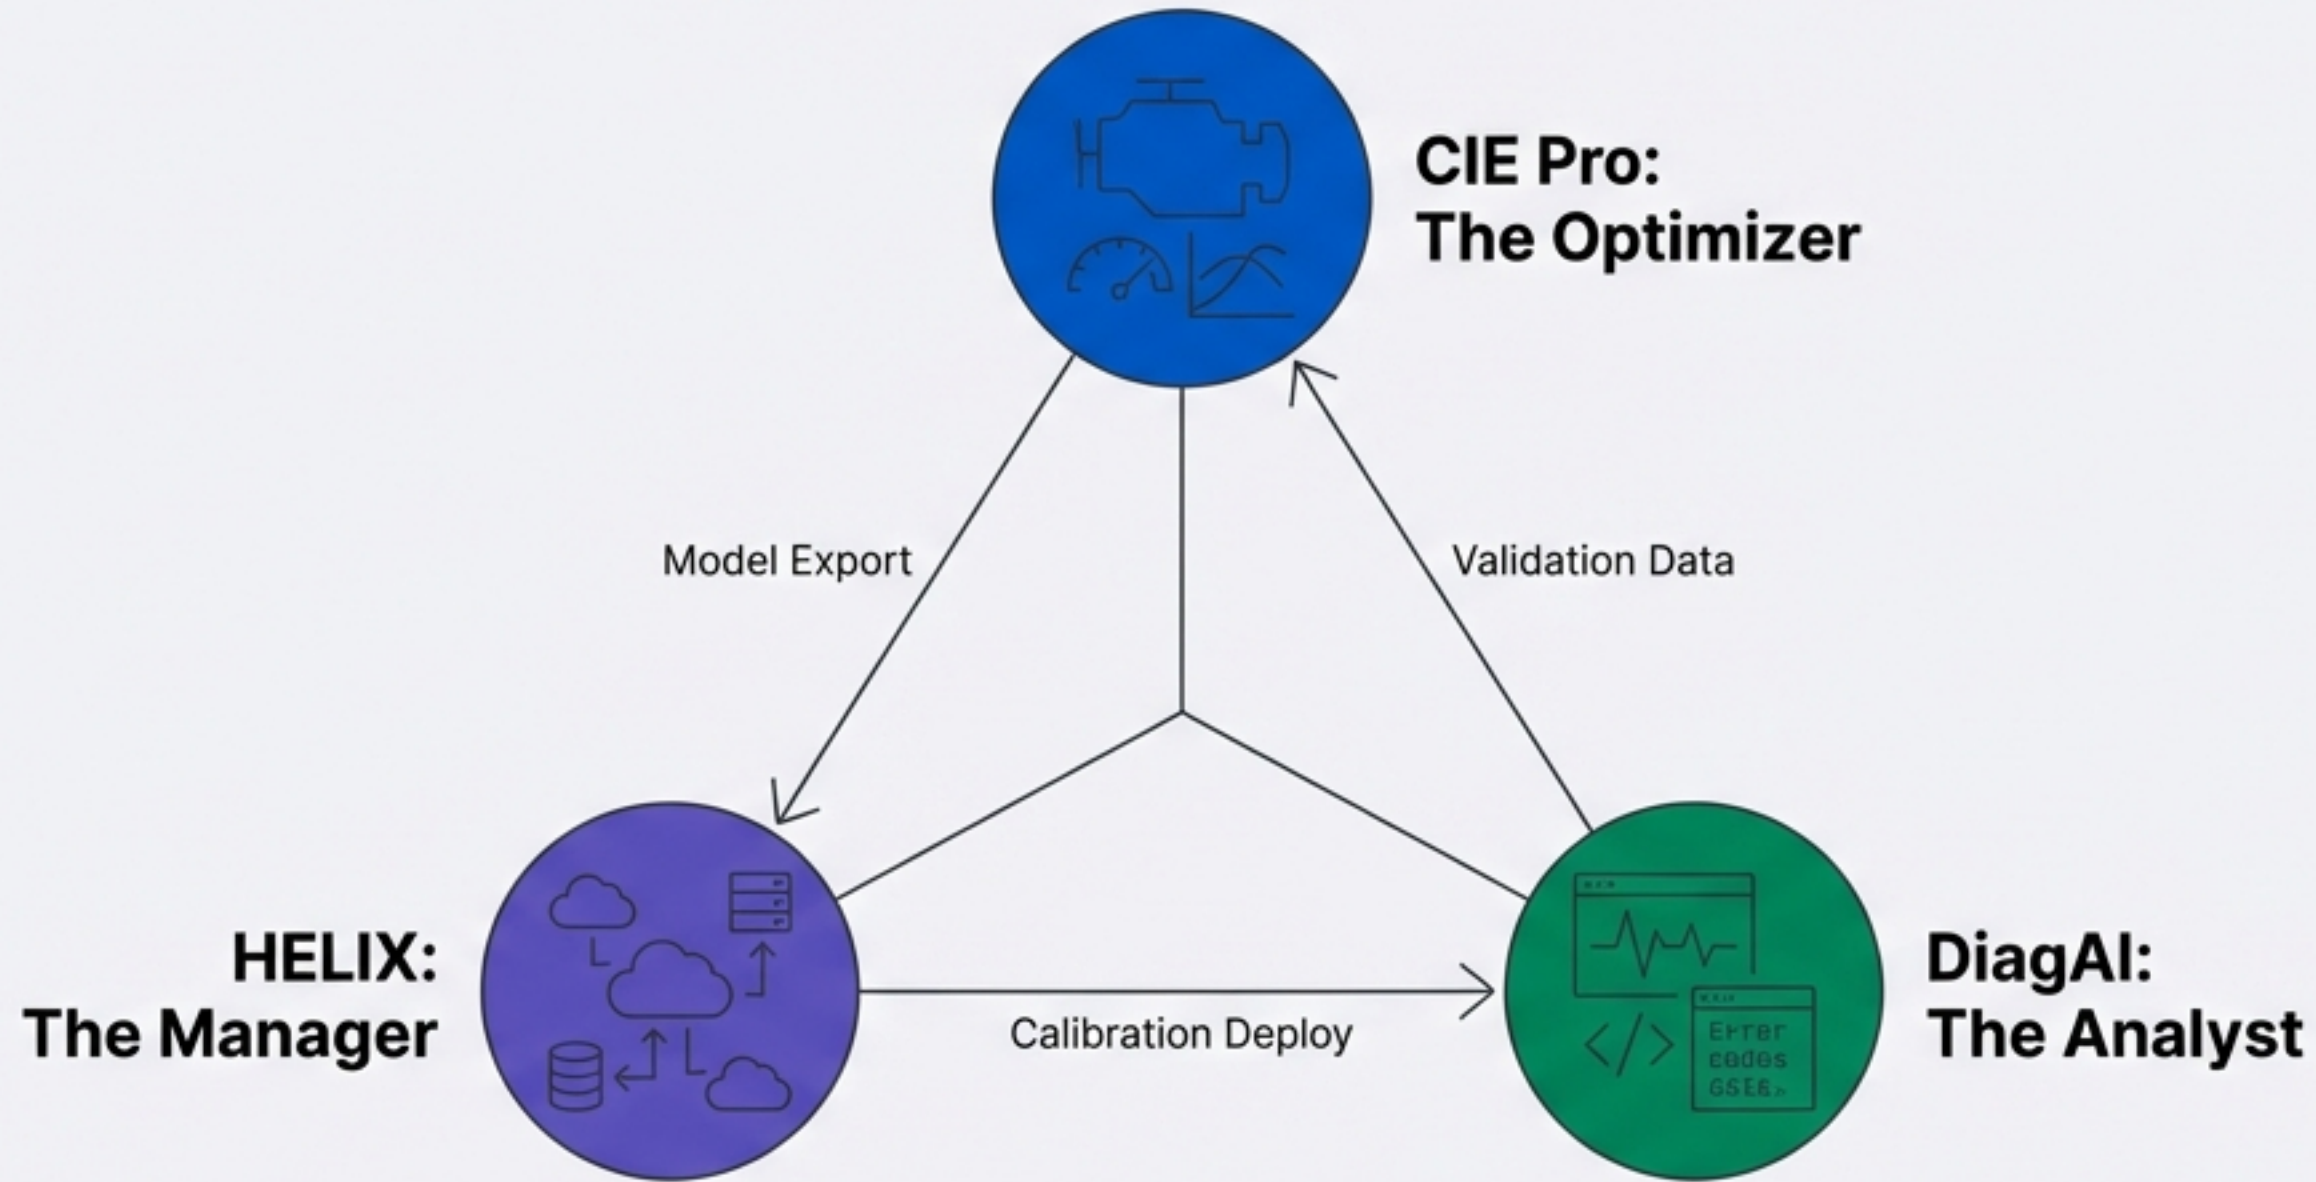 CIE Pro:
The Optimizer
Model Export
Validation Data
HELIX:
The Manager
Calibration Deploy
DiagAI:
The Analyst